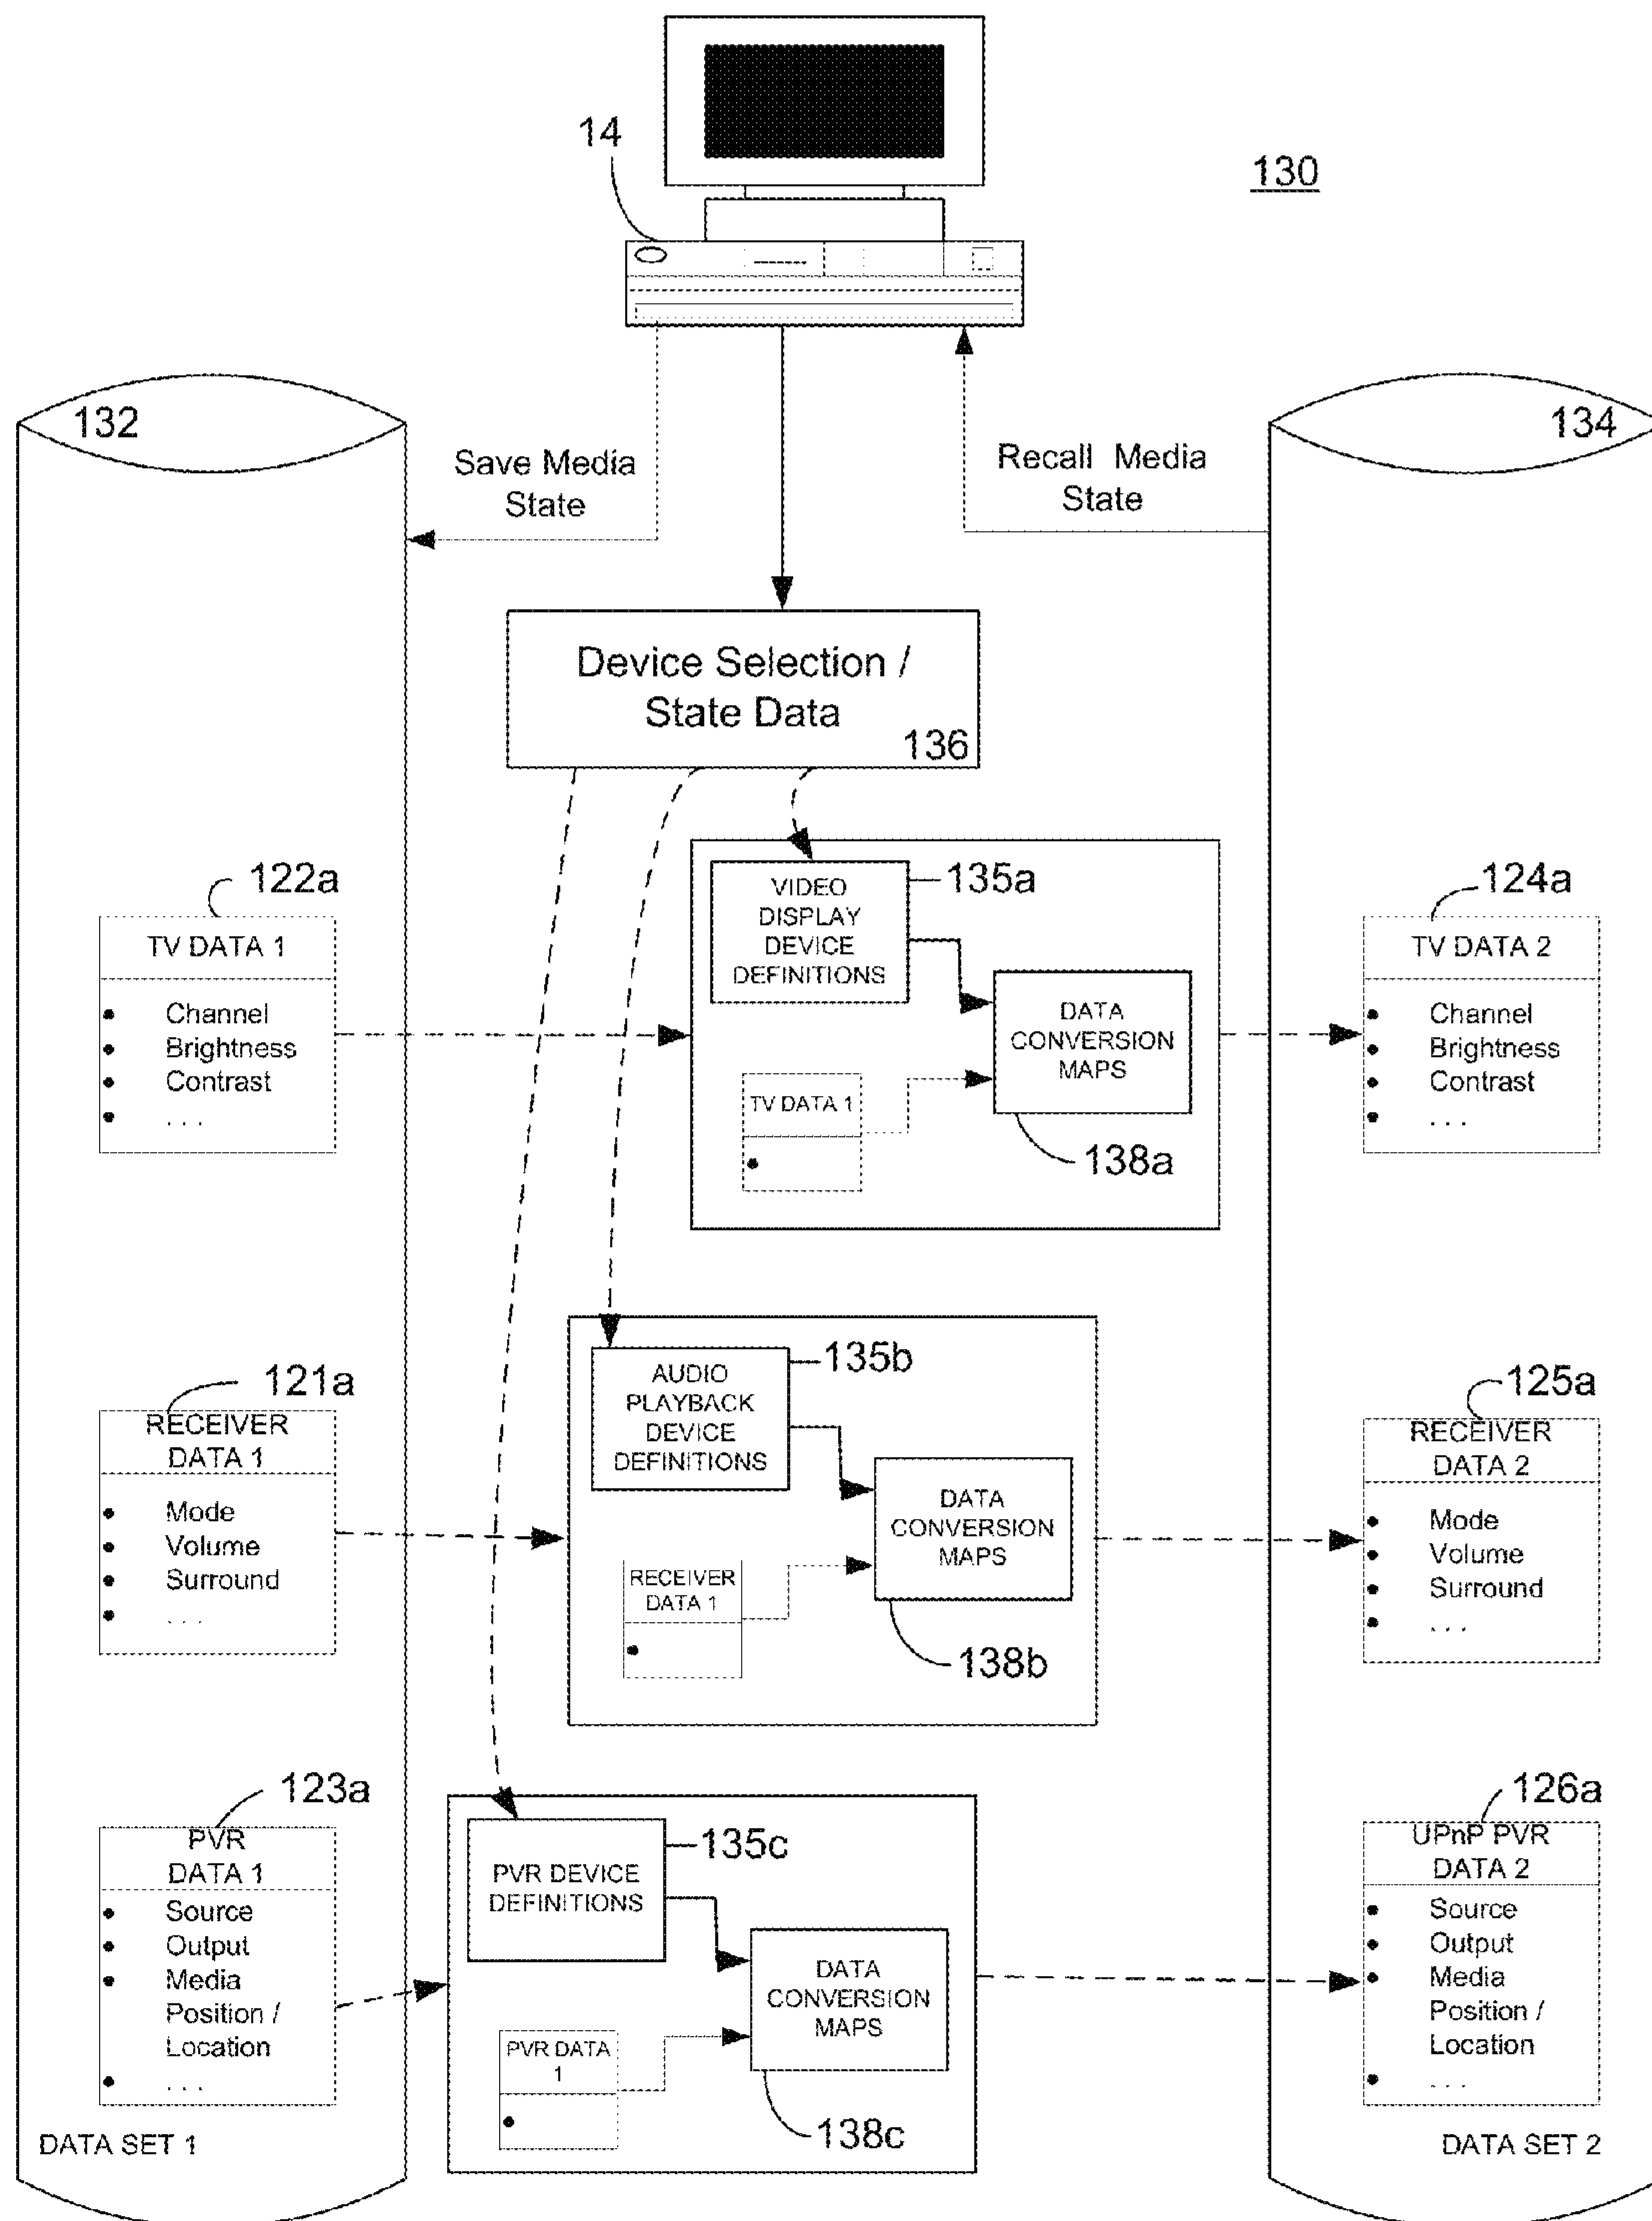 14
130
132
134
Save Media
State
Recall Media
State
Device Selection /
State Data
136
122a
TV DATA 1
• Channel
• Brightness
• Contrast
• . . .
VIDEO
DISPLAY
DEVICE
DEFINITIONS
135a
DATA
CONVERSION
MAPS
TV DATA 1
•
138a
124a
TV DATA 2
• Channel
• Brightness
• Contrast
• . . .
121a
RECEIVER
DATA 1
• Mode
• Volume
• Surround
• . . .
AUDIO
PLAYBACK
DEVICE
DEFINITIONS
135b
DATA
CONVERSION
MAPS
RECEIVER
DATA 1
•
138b
125a
RECEIVER
DATA 2
• Mode
• Volume
• Surround
• . . .
123a
PVR
DATA 1
• Source
• Output
• Media
Position /
Location
• . . .
DATA SET 1
PVR DEVICE
DEFINITIONS
135c
DATA
CONVERSION
MAPS
PVR DATA
1
•
138c
126a
UPnP PVR
DATA 2
• Source
• Output
• Media
Position /
Location
• . . .
DATA SET 2